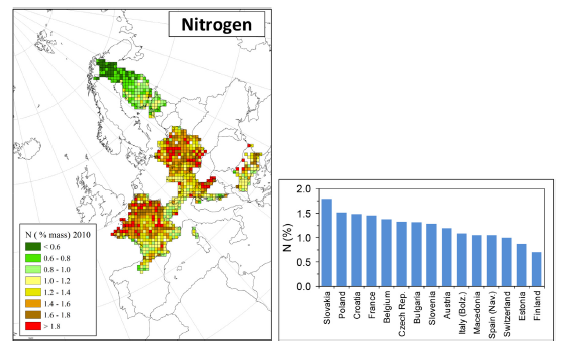 Nitrogen
N ( % mass) 2010
< 0.6
0.6 - 0.8
0.8 - 1.0
1.0 - 1.2
1.2 - 1.4
1.4 - 1.6
1.6 - 1.8
> 1.8
N (%)
2.0
1.5
1.0
0.5
0.0
Slovakia
Poland
Croatia
France
Belgium
Czech Rep.
Bulgaria
Slovenia
Austria
Italy (Bolz.)
Macedonia
Spain (Nav.)
Switzerland
Estonia
Finland